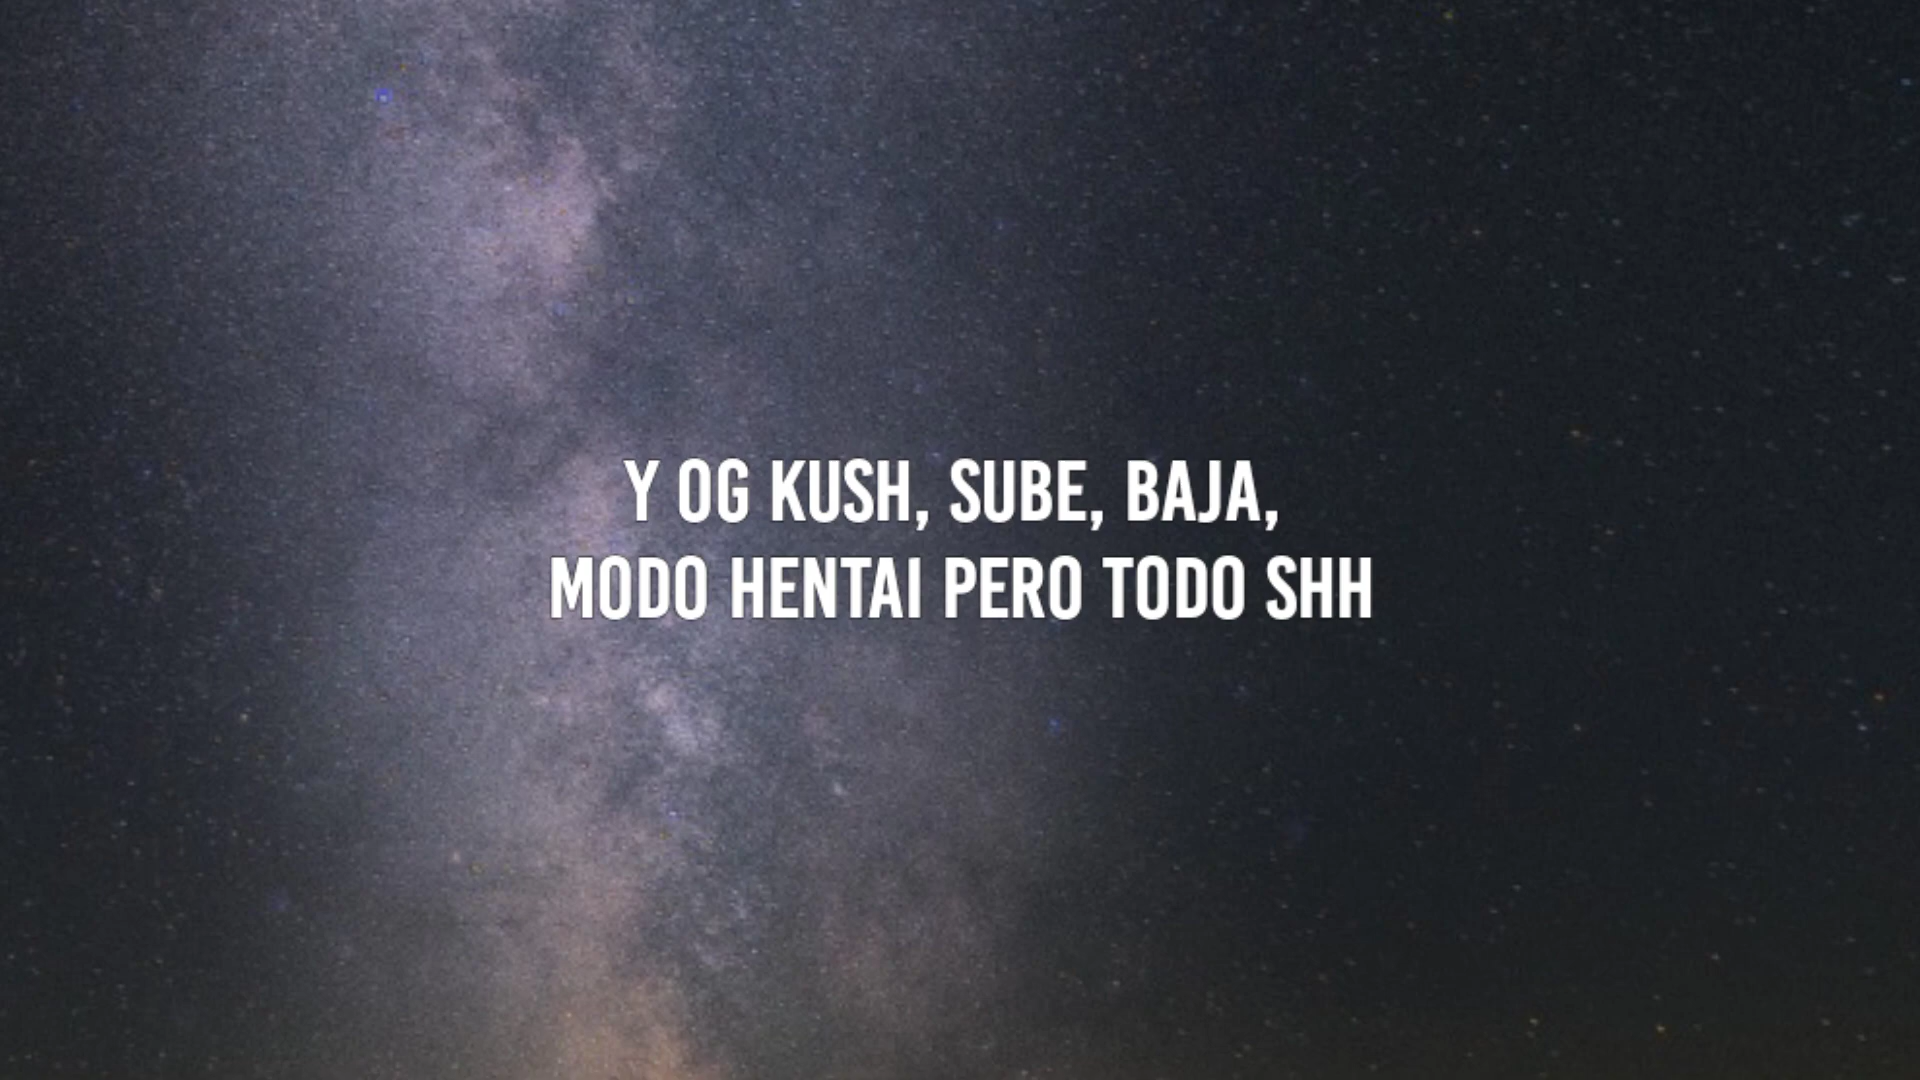 Y OG KUSH, SUBE, BAJA,
MODO HENTAI PERO TODO SHH